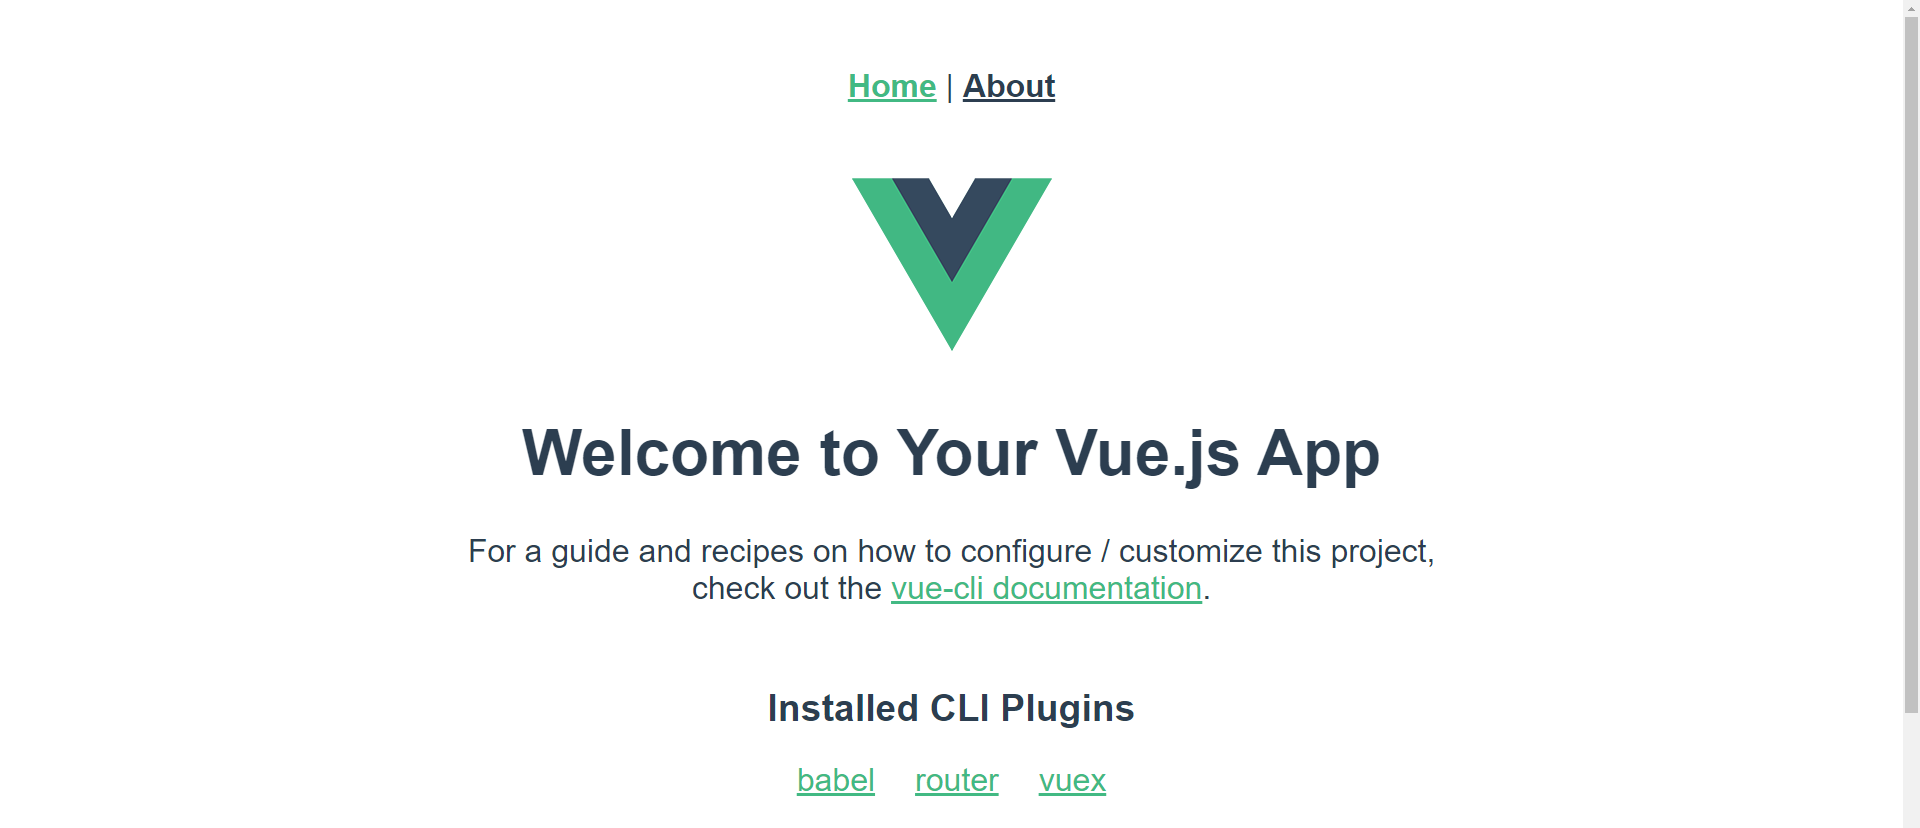 Home | About
Welcome to Your Vue.js App
For a guide and recipes on how to configure / customize this project,
check out the vue-cli documentation.
Installed CLI Plugins
babel router vuex